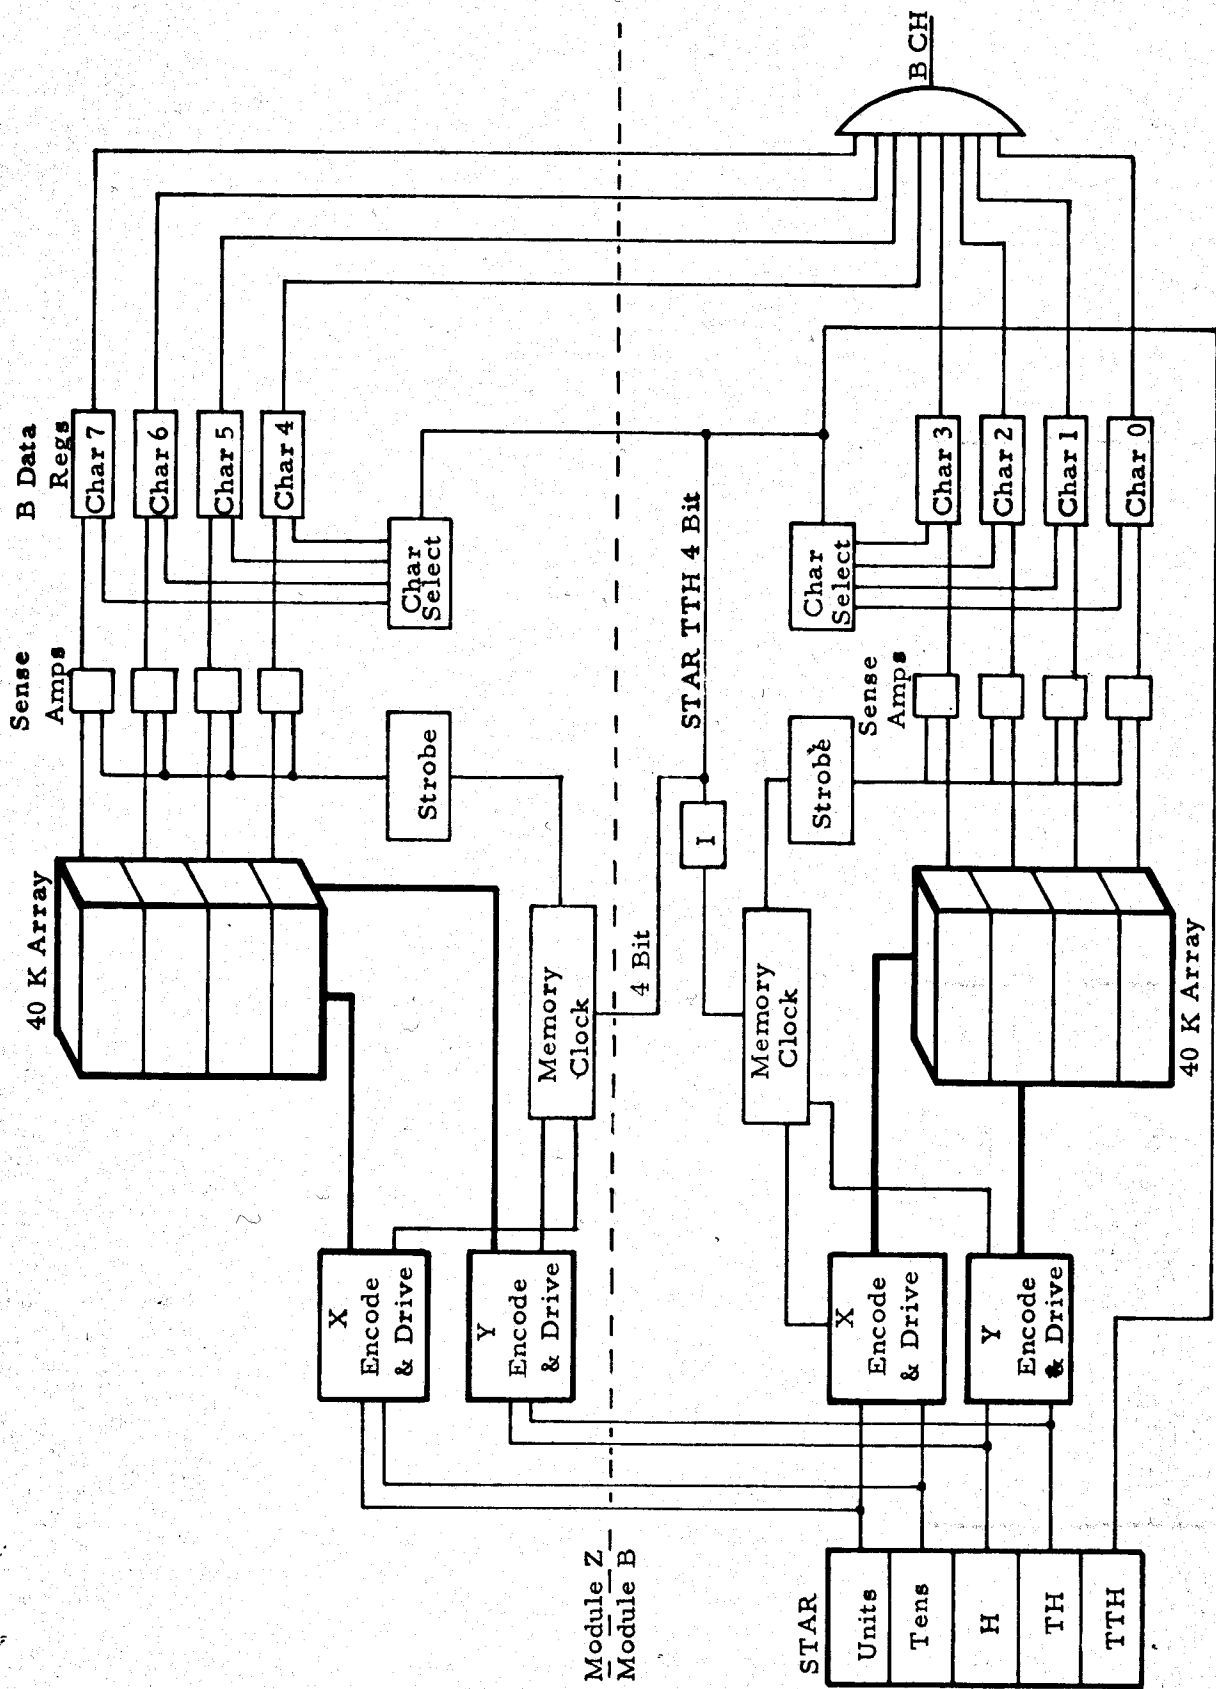 40 K Array
Sense
Amps
B Data
Regs
Char 7
Char 6
Char 5
Char 4
X
Encode
& Drive
Y
Encode
& Drive
Memory
Clock
Strobe
Char
Select
Module Z
Module B
4 Bit
STAR TTH 4 Bit
I
B CH
Memory
Clock
Strobe
Char
Select
Sense
Amps
STAR
Units
Tens
H
TH
TTH
X
Encode
& Drive
Y
Encode
& Drive
Char 3
Char 2
Char 1
Char 0
40 K Array